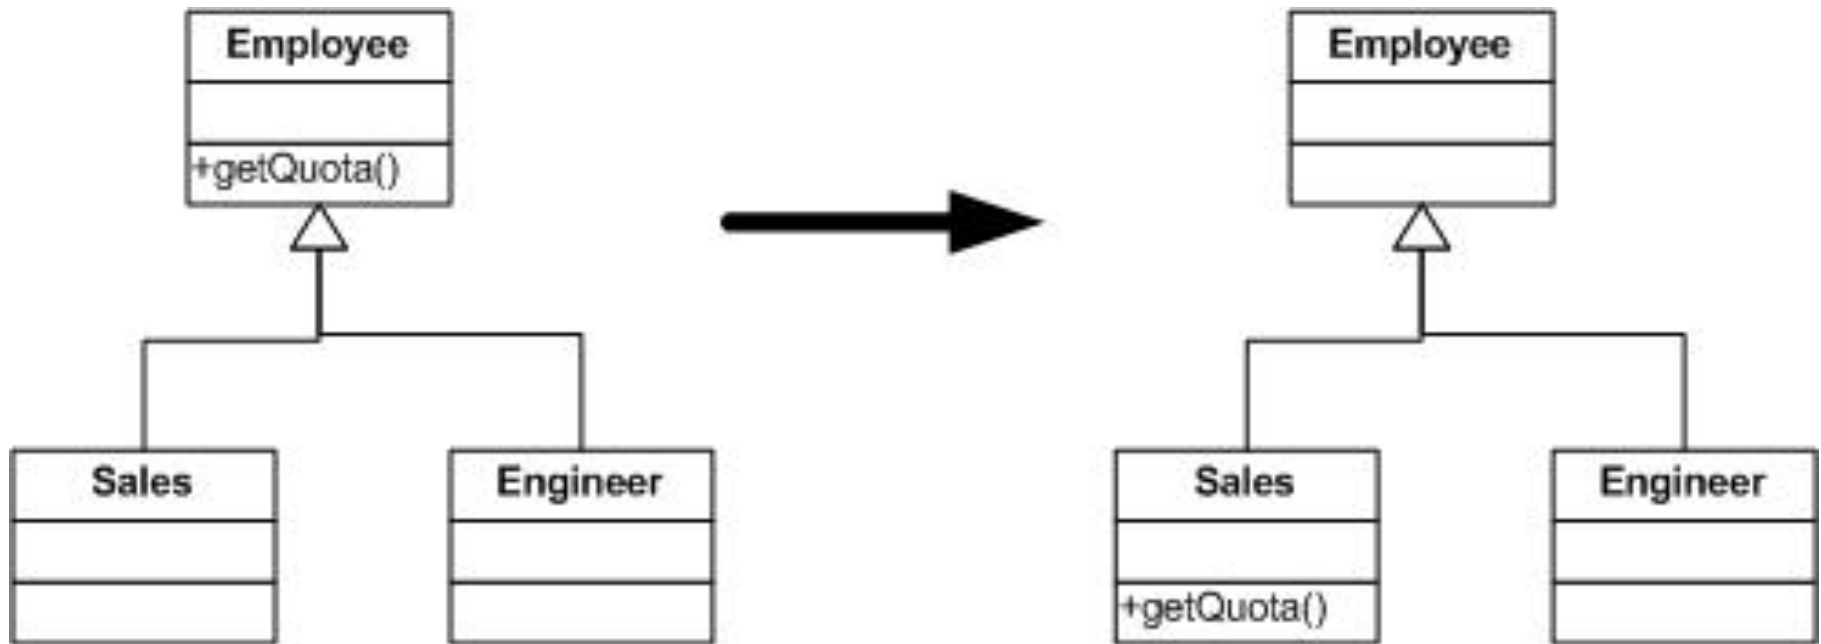 Employee
+getQuota()
Sales
Engineer
Employee
Sales
+getQuota()
Engineer